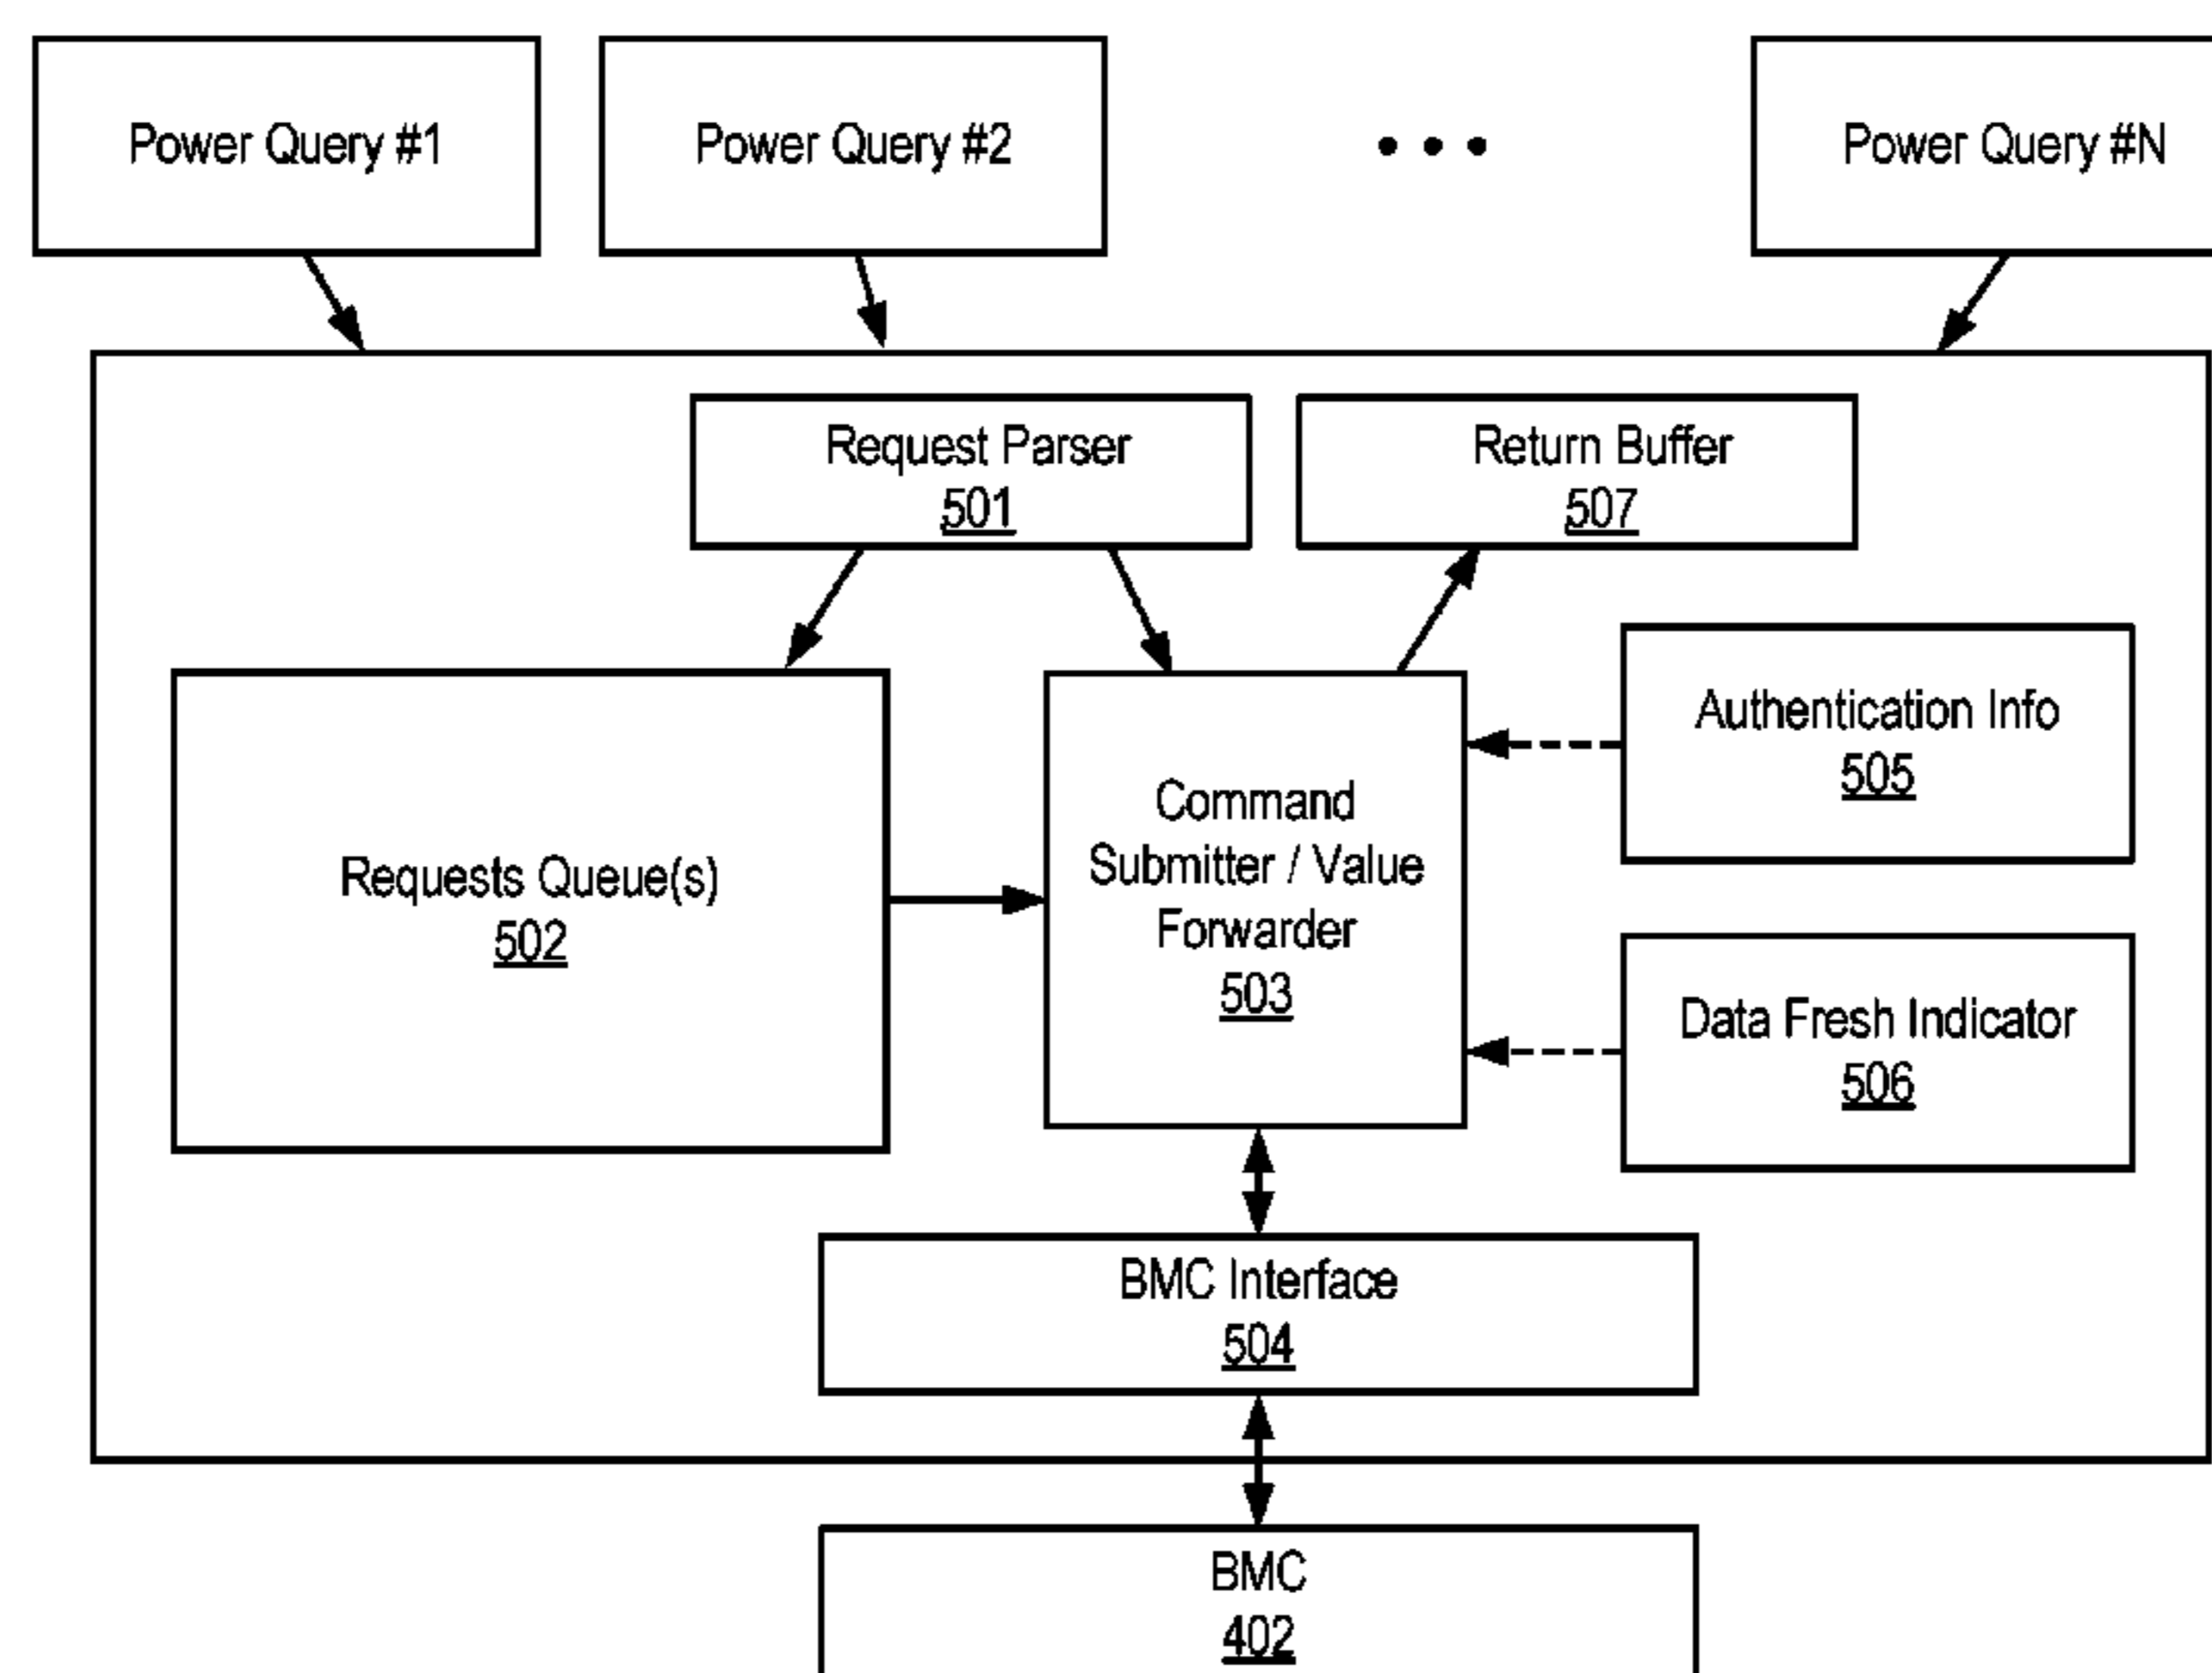 Power Query #1
Power Query #2
• • •
Power Query #N
Request Parser
501
Return Buffer
507
Requests Queue(s)
502
Command
Submitter / Value
Forwarder
503
Authentication Info
505
Data Fresh Indicator
506
BMC Interface
504
BMC
402